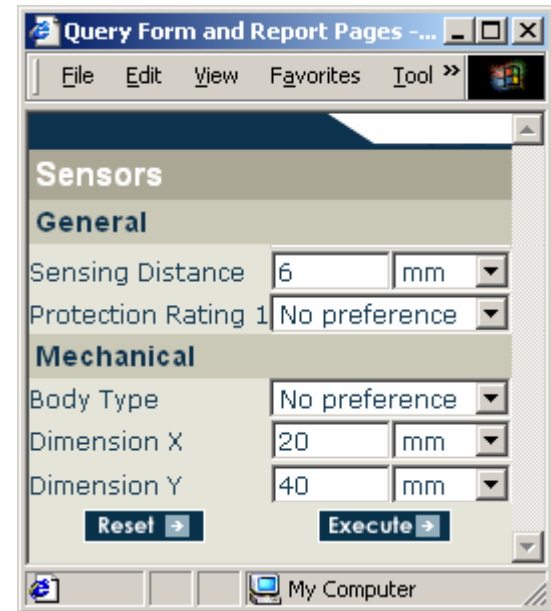 Query Form and Report Pages -...
File Edit View Favorites Tool »
Sensors
General
Sensing Distance 6 mm
Protection Rating 1 No preference
Mechanical
Body Type No preference
Dimension X 20 mm
Dimension Y 40 mm
Reset Execute
My Computer